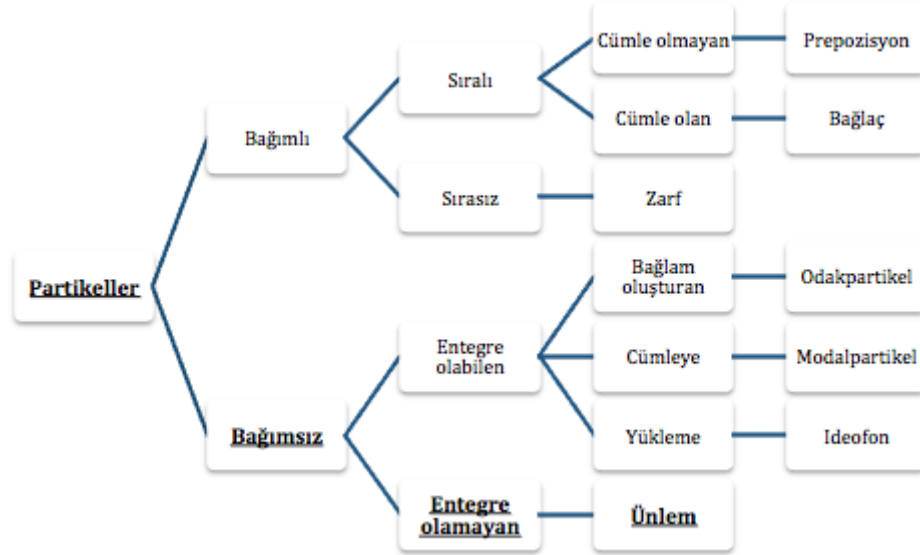 Cümle olmayan
Prepozisyon
Sıralı
Cümle olan
Bağlaç
Bağımlı
Sırasız
Zarf
Partikeller
Bağlam
oluşturan
Odakpartikel
Entegre
olabilen
Cümleye
Modalpartikel
Bağımsız
Yükleme
Ideofon
Entegre
olamayan
Ünlem